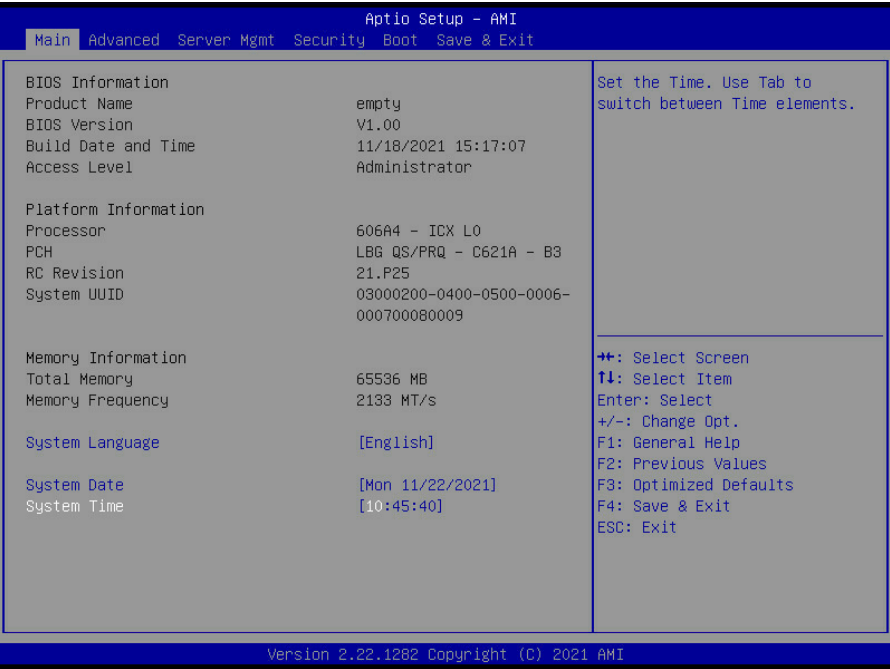 Aptio Setup - AMI
Main Advanced Server Mgmt Security Boot Save & Exit
BIOS Information
Product Name empty
BIOS Version V1.00
Build Date and Time 11/18/2021 15:17:07
Access Level Administrator
Platform Information
Processor 606A4 - ICX L0
PCH LBG QS/PRQ - C621A - B3
RC Revision 21.P25
System UUID 03000200-0400-0500-0006-
000700080009
Memory Information
Total Memory 65536 MB
Memory Frequency 2133 MT/s
System Language [English]
System Date [Mon 11/22/2021]
System Time [10:45:40]
Set the Time. Use Tab to
switch between Time elements.
→←: Select Screen
↑↓: Select Item
Enter: Select
+/-: Change Opt.
F1: General Help
F2: Previous Values
F3: Optimized Defaults
F4: Save & Exit
ESC: Exit
Version 2.22.1282 Copyright (C) 2021 AMI